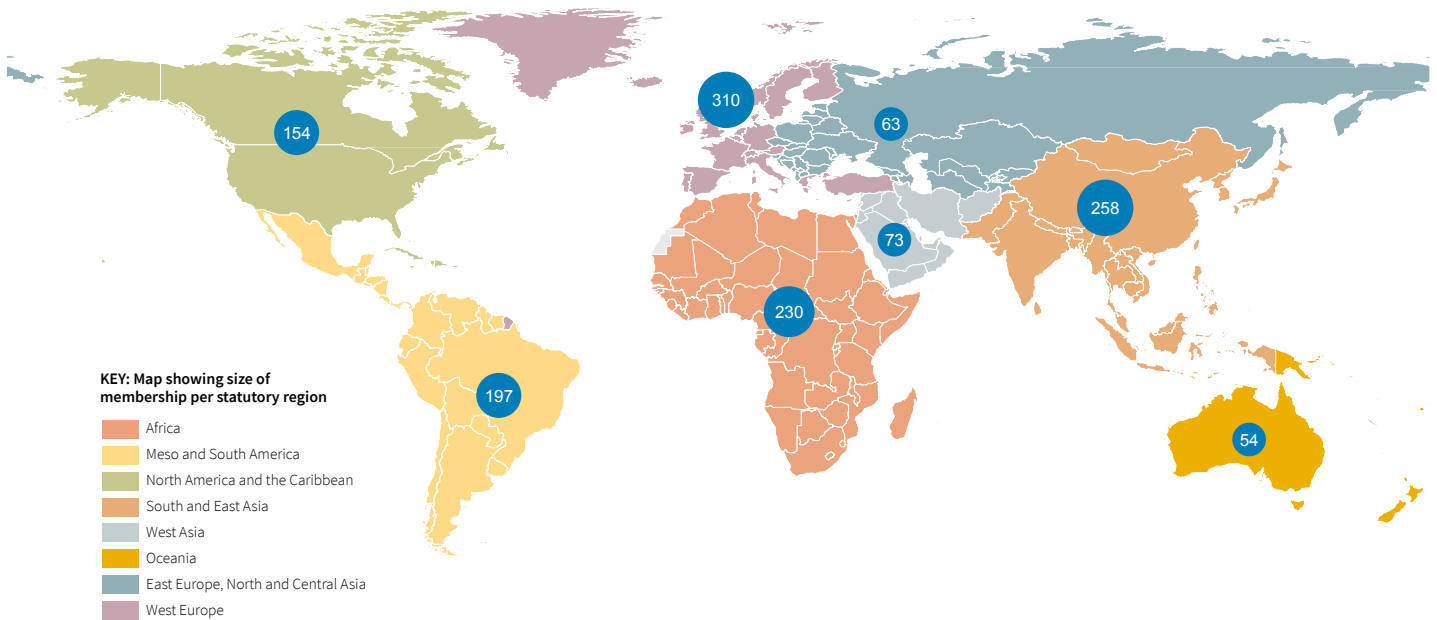 310
63
154
258
73
230
197
54
KEY: Map showing size of
membership per statutory region
Africa
Meso and South America
North America and the Caribbean
South and East Asia
West Asia
Oceania
East Europe, North and Central Asia
West Europe